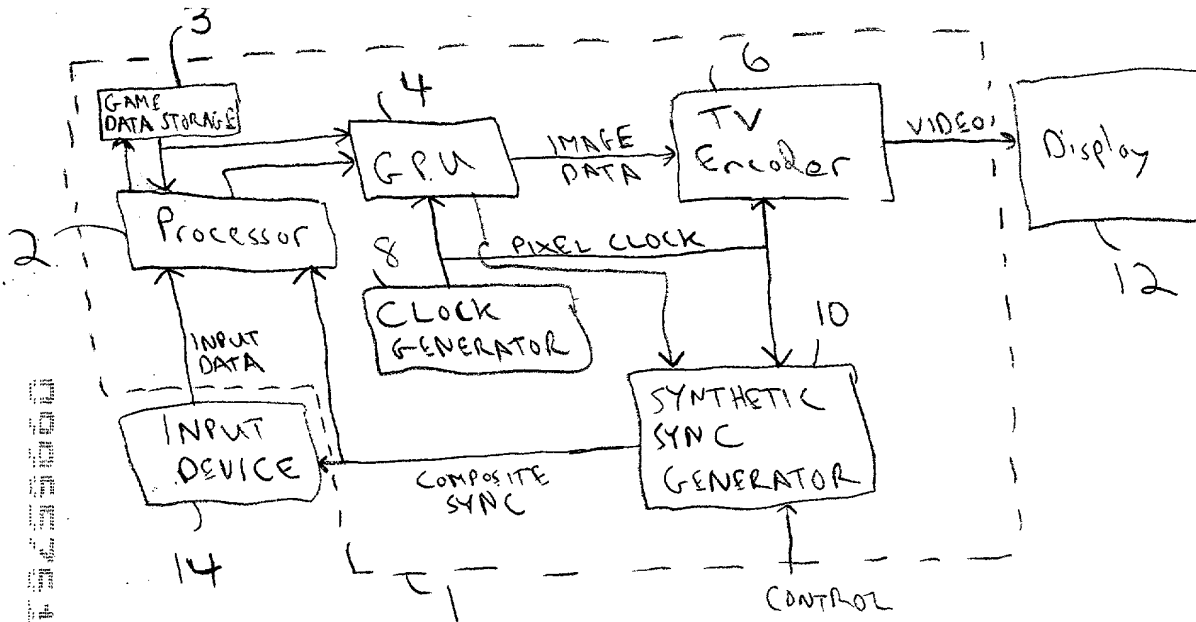 3
GAME
DATA STORAGE
4
GPU
6
TV
Encoder
IMAGE
DATA
VIDEO
Display
12
2
Processor
8
PIXEL CLOCK
CLOCK
GENERATOR
10
INPUT
DATA
SYNTHETIC
SYNC
GENERATOR
INPUT
DEVICE
COMPOSITE
SYNC
14
1
CONTROL